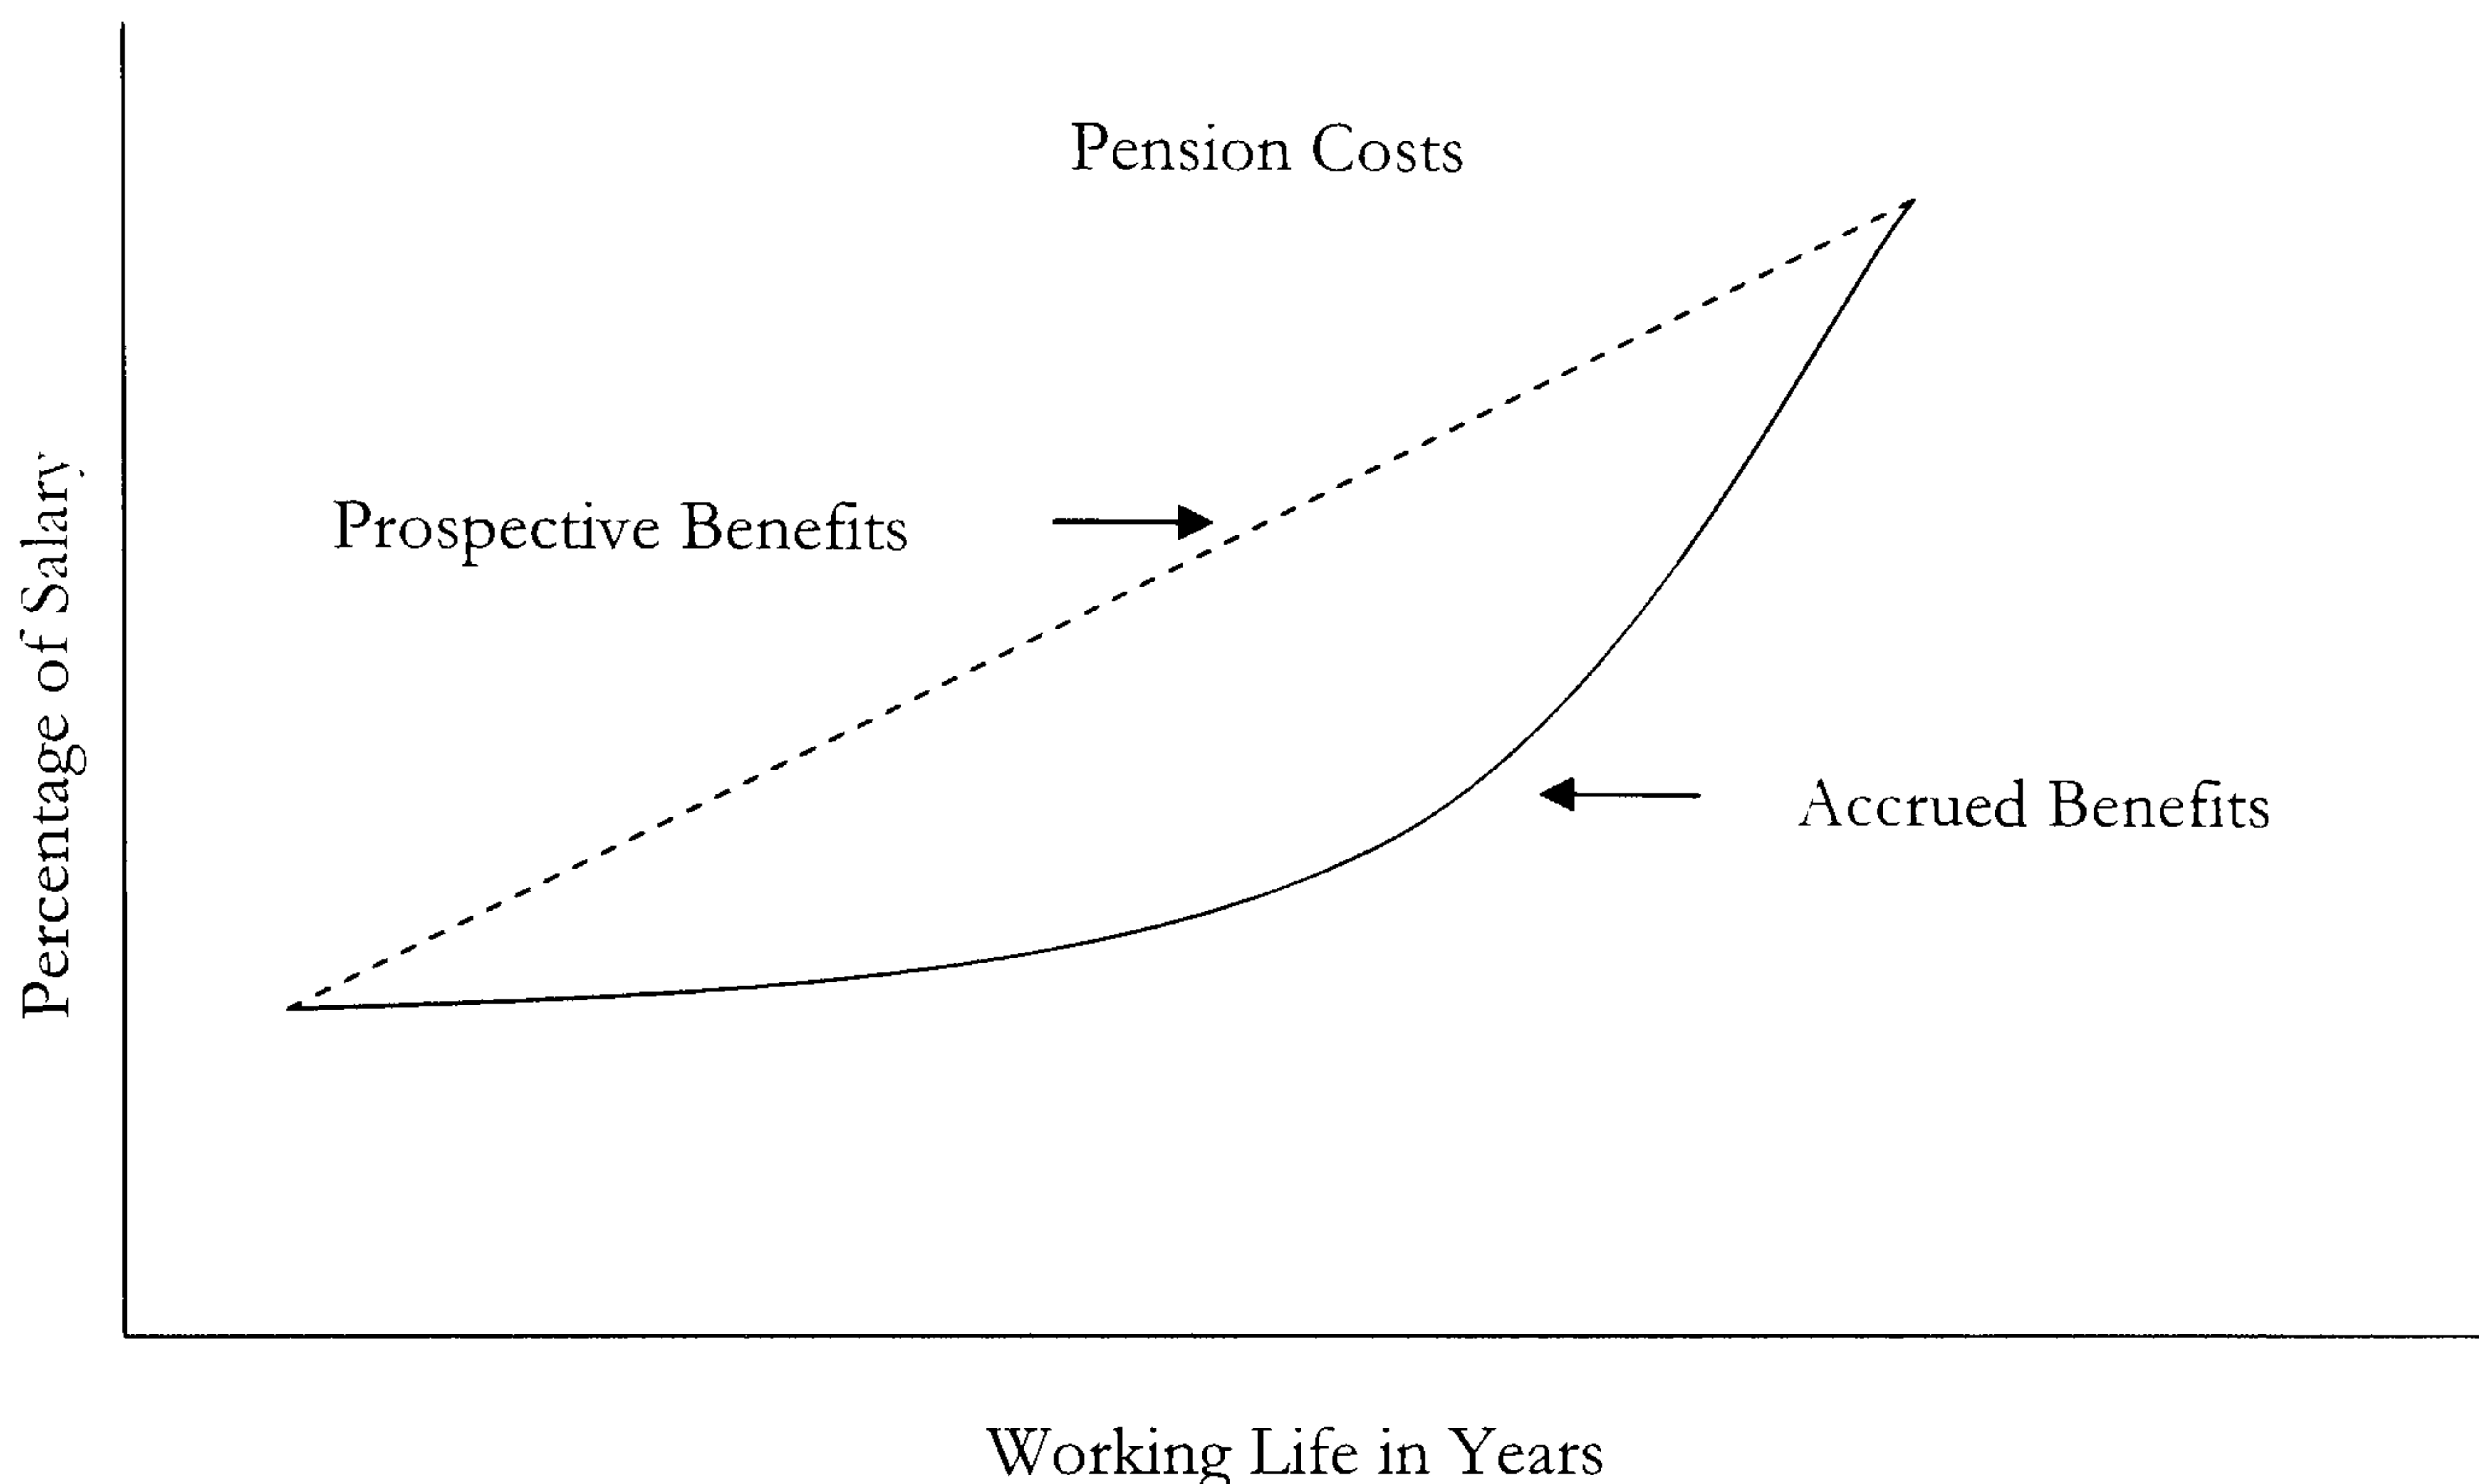 Pension Costs
Prospective Benefits
Percentage of Salary
Accrued Benefits
Working Life in Years